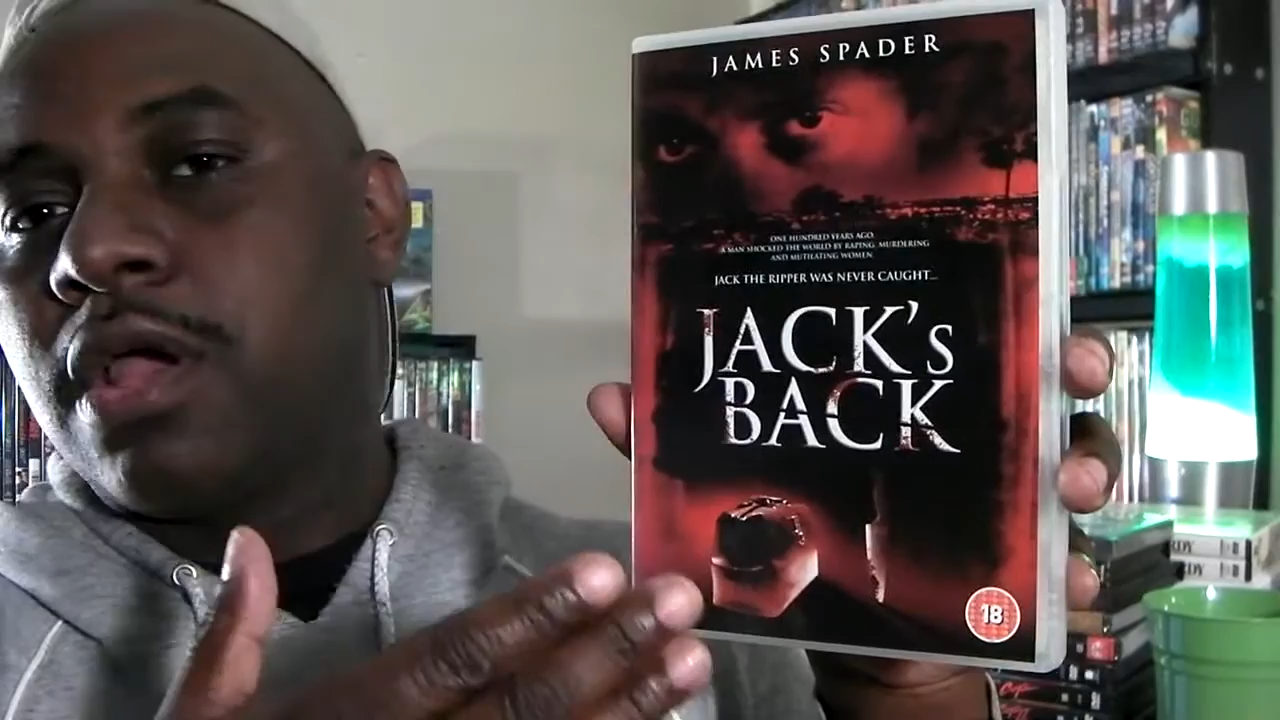 JAMES SPADER
ONE HUNDRED YEARS AGO.
A MAN SHOCKED THE WORLD BY RAPING, MURDERING
AND MUTILATING WOMEN.
JACK THE RIPPER WAS NEVER CAUGHT...
JACK's
BACK
18